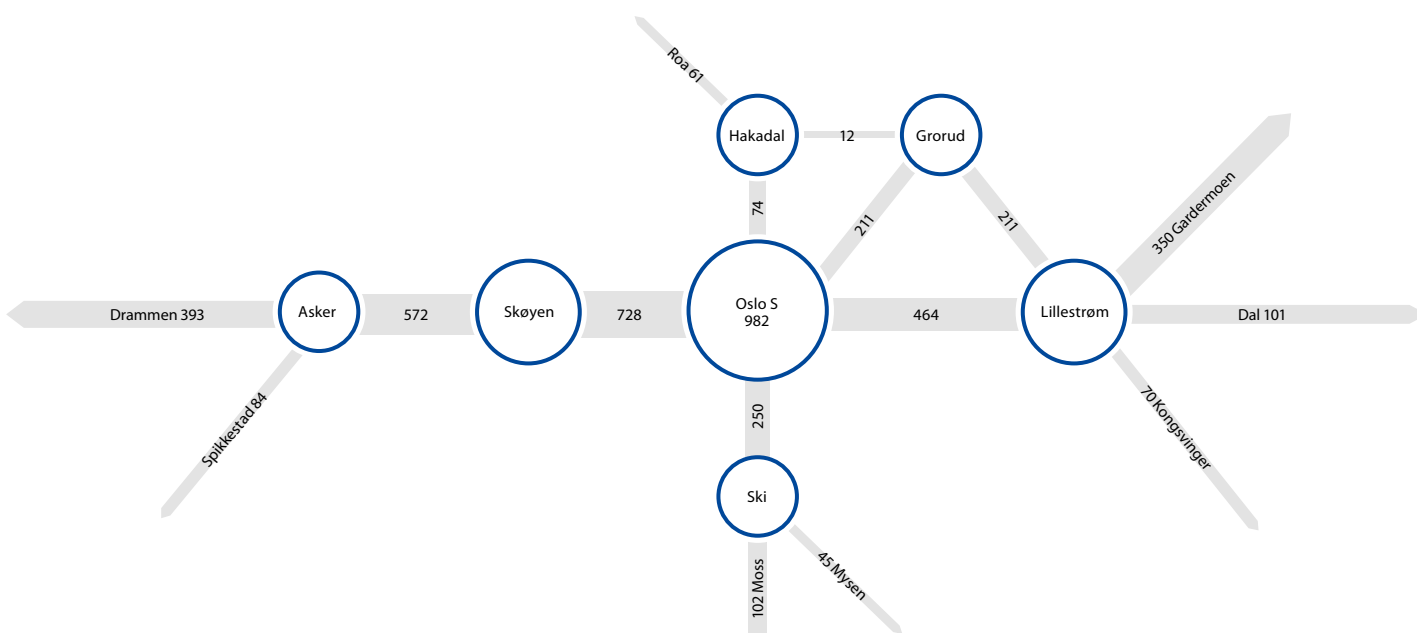 Roa 61
Hakadal
12
Grorud
74
211
211
350 Gardermoen
Drammen 393
Asker
572
Skøyen
728
Oslo S
982
464
Lillestrøm
Dal 101
Spikkestad 84
250
70 Kongsvinger
Ski
102 Moss
45 Mysen